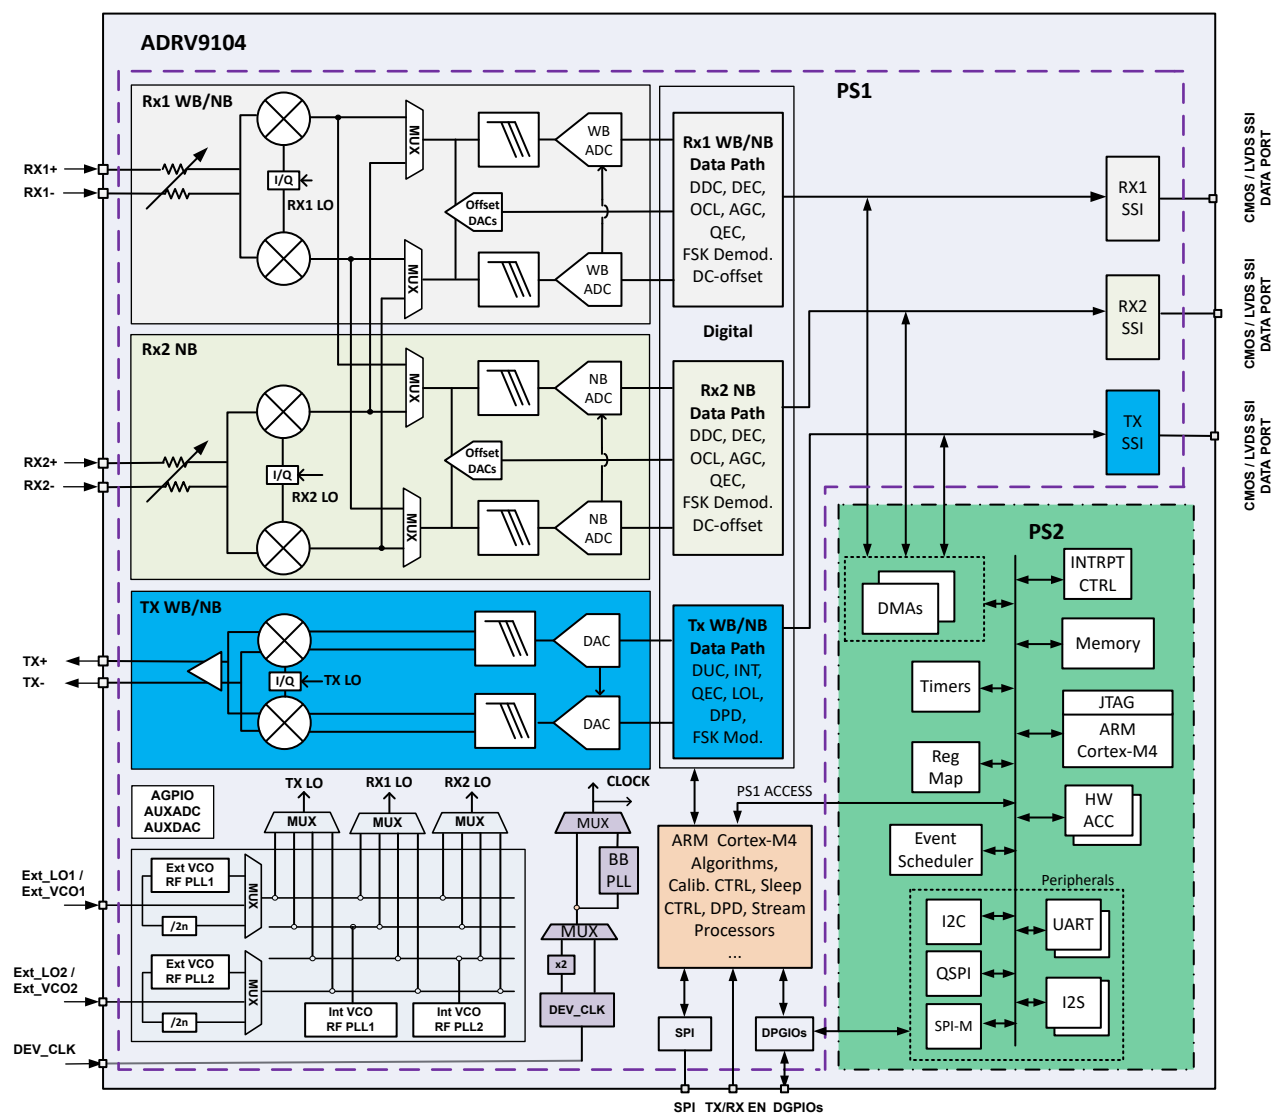 ADRV9104
PS1
Rx1 WB/NB
RX1+
RX1-
I/Q
RX1 LO
MUX
MUX
Offset
DACs
WB
ADC
WB
ADC
Rx1 WB/NB
Data Path
DDC, DEC,
OCL, AGC,
QEC,
FSK Demod.
DC-offset
RX1
SSI
CMOS / LVDS SSI
DATA PORT
Digital
RX2
SSI
CMOS / LVDS SSI
DATA PORT
Rx2 NB
RX2+
RX2-
I/Q
RX2 LO
MUX
MUX
Offset
DACs
NB
ADC
NB
ADC
Rx2 NB
Data Path
DDC, DEC,
OCL, AGC,
QEC,
FSK Demod.
DC-offset
TX
SSI
CMOS / LVDS SSI
DATA PORT
TX WB/NB
TX+
TX-
I/Q
TX LO
DAC
DAC
Tx WB/NB
Data Path
DUC, INT,
QEC, LOL,
DPD,
FSK Mod.
PS2
DMAs
INTRPT
CTRL
Memory
Timers
JTAG
ARM
Cortex-M4
Reg
Map
HW
ACC
Event
Scheduler
Peripherals
I2C
UART
QSPI
I2S
SPI-M
PS1 ACCESS
AGPIO
AUXADC
AUXDAC
TX LO
RX1 LO
RX2 LO
MUX
MUX
MUX
CLOCK
MUX
BB
PLL
MUX
x2
DEV_CLK
Ext_LO1 /
Ext_VCO1
Ext VCO
RF PLL1
/2n
MUX
Ext_LO2 /
Ext_VCO2
Ext VCO
RF PLL2
/2n
MUX
Int VCO
RF PLL1
Int VCO
RF PLL2
DEV_CLK
ARM Cortex-M4
Algorithms,
Calib. CTRL, Sleep
CTRL, DPD, Stream
Processors
...
SPI
DPGIOs
SPI
TX/RX EN
DGPIOs